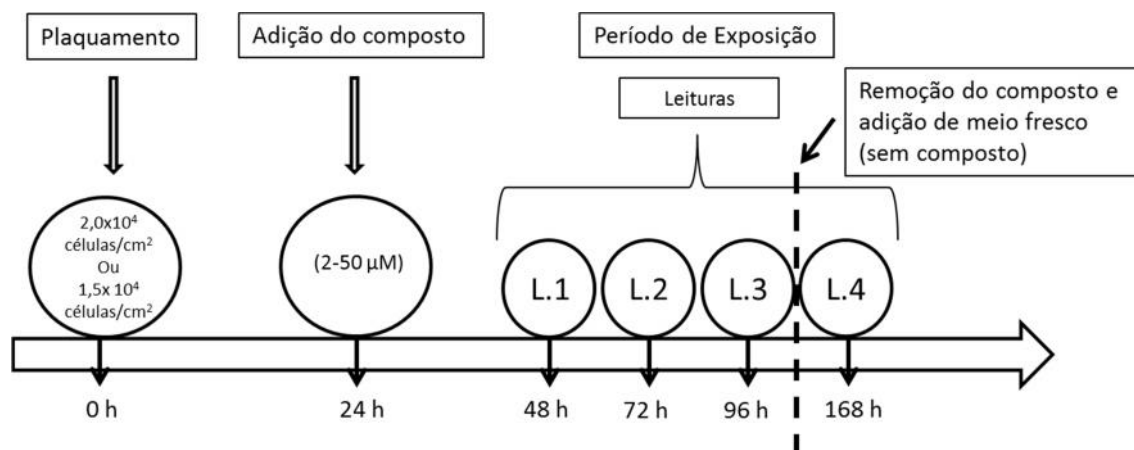 Plaquamento
Adição do composto
Período de Exposição
Leituras
Remoção do composto e
adição de meio fresco
(sem composto)
2,0x10⁴
células/cm²
Ou
1,5x 10⁴
células/cm²
(2-50 µM)
L.1
L.2
L.3
L.4
0 h
24 h
48 h
72 h
96 h
168 h